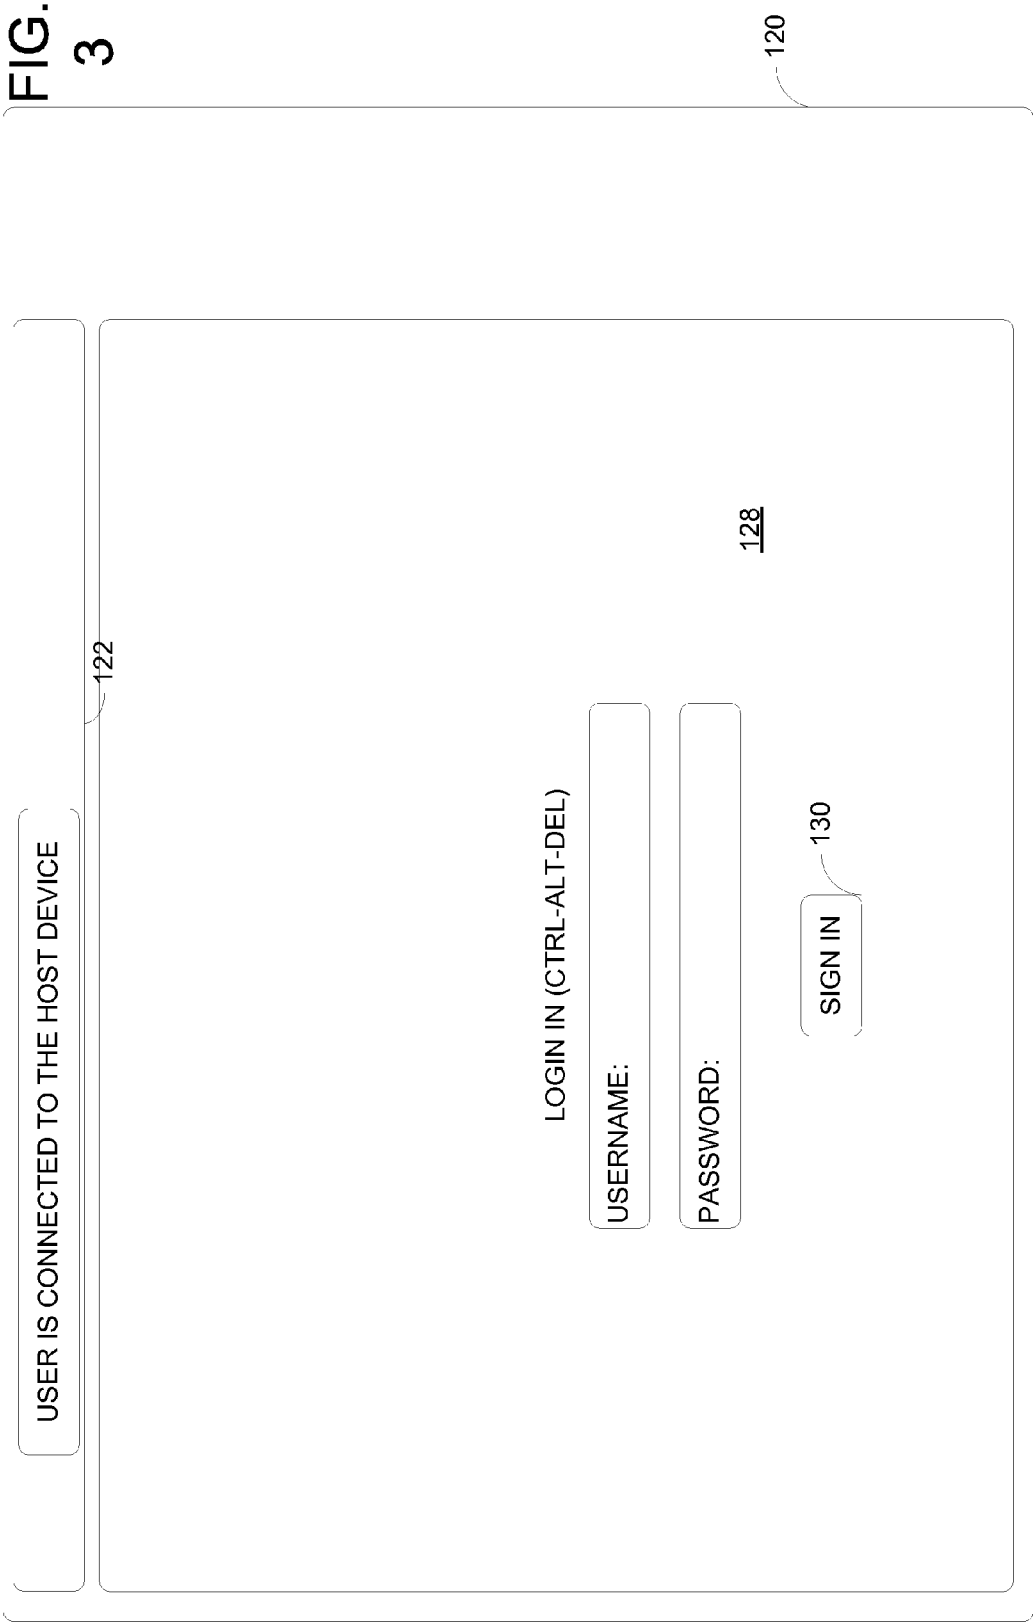 FIG.
3
120
USER IS CONNECTED TO THE HOST DEVICE
122
128
LOGIN IN (CTRL-ALT-DEL)
USERNAME:
PASSWORD:
130
SIGN IN